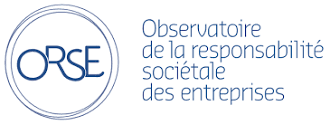 ORSE
Observatoire
de la responsabilité
sociétale
des entreprises